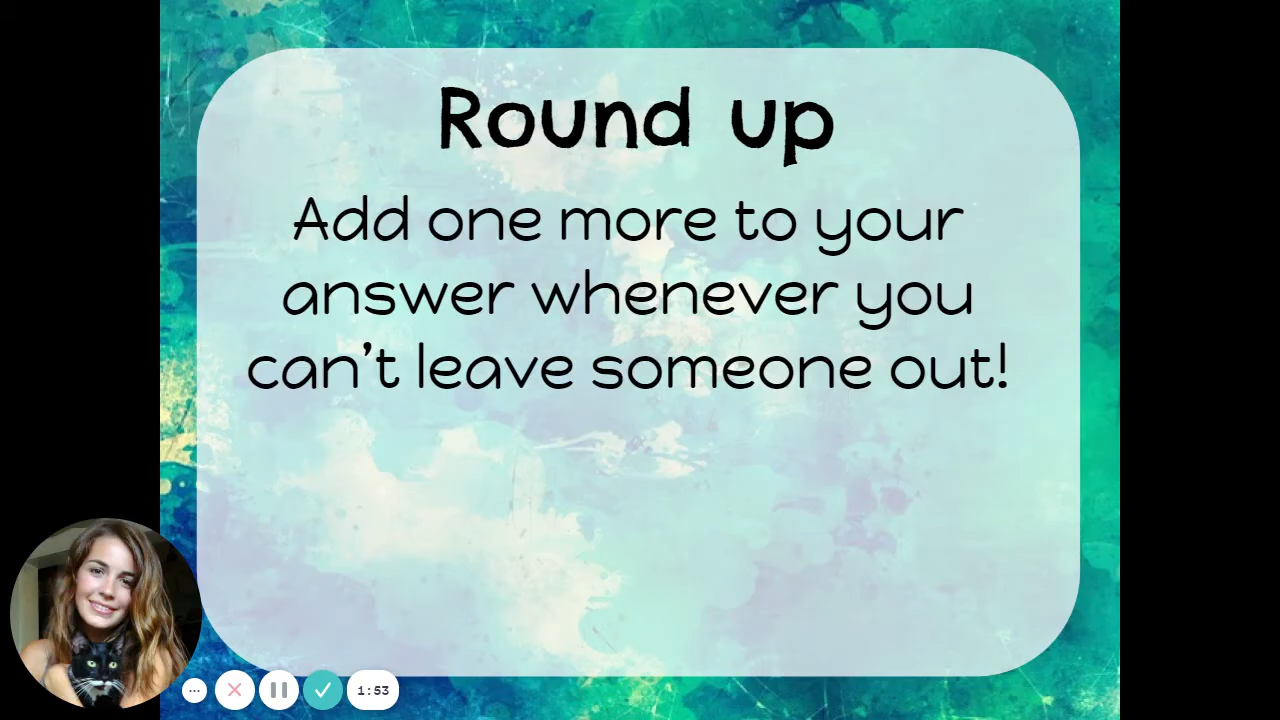 Round up
Add one more to your
answer whenever you
can't leave someone out!
1:53